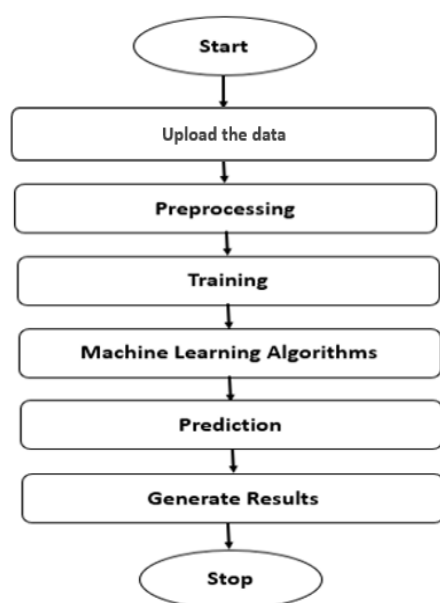 Start
Upload the data
Preprocessing
Training
Machine Learning Algorithms
Prediction
Generate Results
Stop